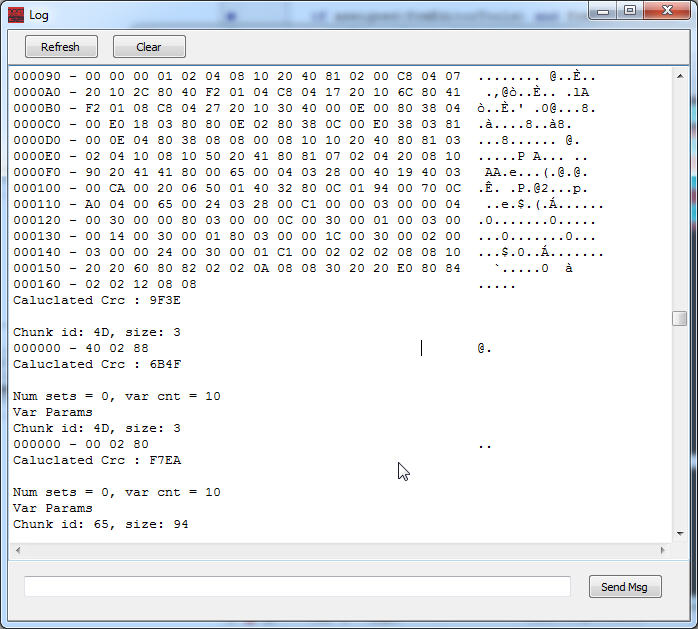 Log
Refresh Clear
000090 - 00 00 00 01 02 04 08 10 20 40 81 02 00 C8 04 07 ........ @..È..
0000A0 - 20 10 2C 80 40 F2 01 04 C8 04 17 20 10 6C 80 41 .,@ò..È.. .lA
0000B0 - F2 01 08 C8 04 27 20 10 30 40 00 0E 00 80 38 04 ò..È.' .0@...8.
0000C0 - 00 E0 18 03 80 80 0E 02 80 38 0C 00 E0 38 03 81 .à....8..à8.
0000D0 - 00 0E 04 80 38 08 08 00 08 10 10 20 40 80 81 03 ...8...... @.
0000E0 - 02 04 10 08 10 50 20 41 80 81 07 02 04 20 08 10 .....P A... ..
0000F0 - 90 20 41 41 80 00 65 00 04 03 28 00 40 19 40 03 AA.e...(.@.@.
000100 - 00 CA 00 20 06 50 01 40 32 80 0C 01 94 00 70 0C .Ê. .P.@2...p.
000110 - A0 04 00 65 00 24 03 28 00 C1 00 00 03 00 00 04 ..e.$.(.Á......
000120 - 00 30 00 00 80 03 00 00 0C 00 30 00 01 00 03 00 .0.......0.....
000130 - 00 14 00 30 00 01 80 03 00 00 1C 00 30 00 02 00 ...0.......0...
000140 - 03 00 00 24 00 30 00 01 C1 00 02 02 02 08 08 10 ...$.0..Á.......
000150 - 20 20 60 80 82 02 02 0A 08 08 30 20 20 E0 80 84 `.....0 à
000160 - 02 02 12 08 08 .....
Caluclated Crc : 9F3E
Chunk id: 4D, size: 3
000000 - 40 02 88 @.
Caluclated Crc : 6B4F
Num sets = 0, var cnt = 10
Var Params
Chunk id: 4D, size: 3
000000 - 00 02 80 ..
Caluclated Crc : F7EA
Num sets = 0, var cnt = 10
Var Params
Chunk id: 65, size: 94
Send Msg